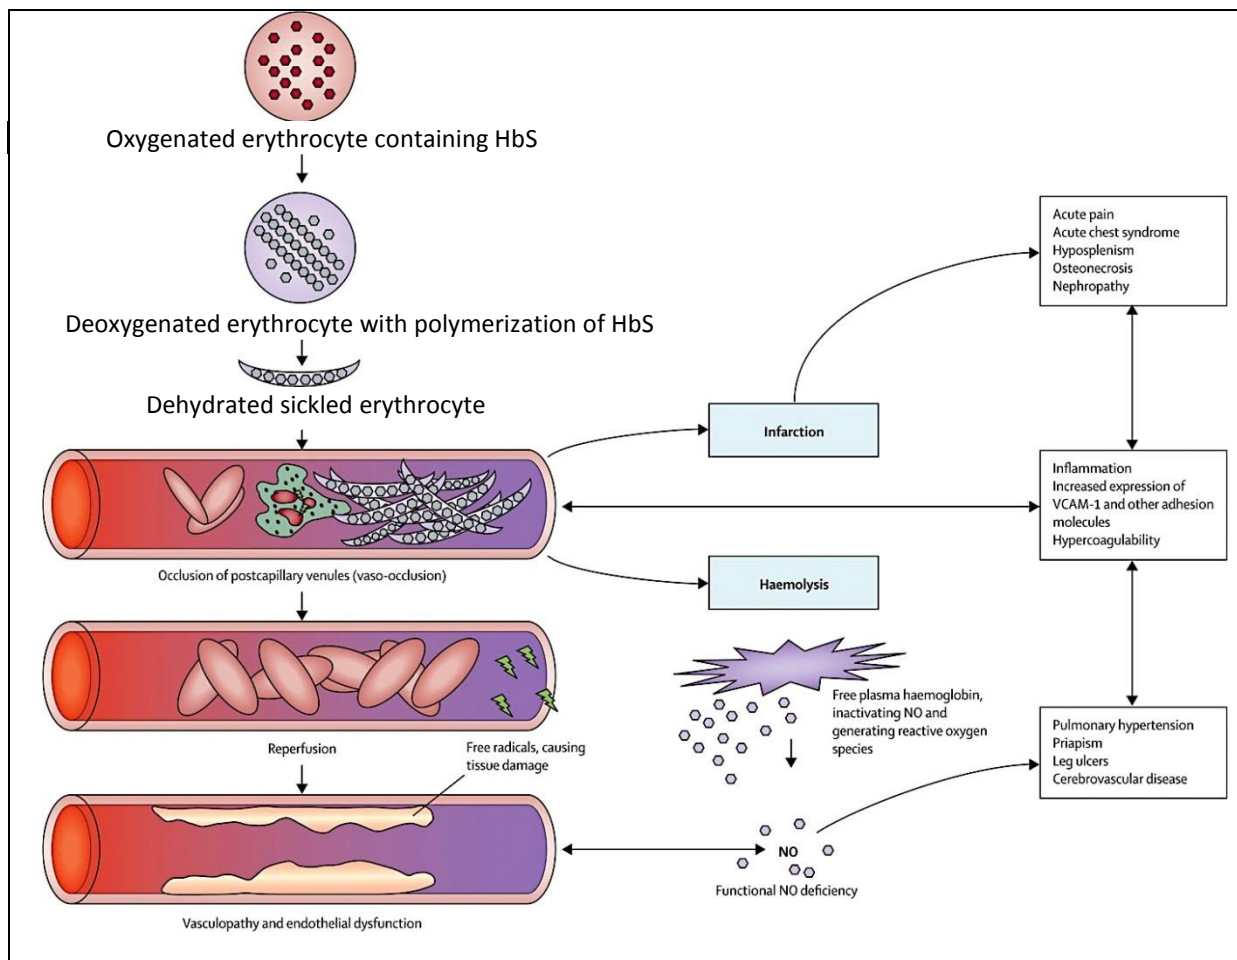 Oxygenated erythrocyte containing HbS
Deoxygenated erythrocyte with polymerization of HbS
Dehydrated sickled erythrocyte
Occlusion of postcapillary venules (vaso-occlusion)
Reperfusion
Free radicals, causing
tissue damage
Vasculopathy and endothelial dysfunction
Infarction
Haemolysis
Free plasma haemoglobin,
inactivating NO and
generating reactive oxygen
species
NO
Functional NO deficiency
Acute pain
Acute chest syndrome
Hyposplenism
Osteonecrosis
Nephropathy
Inflammation
Increased expression of
VCAM-1 and other adhesion
molecules
Hypercoagulability
Pulmonary hypertension
Priapism
Leg ulcers
Cerebrovascular disease